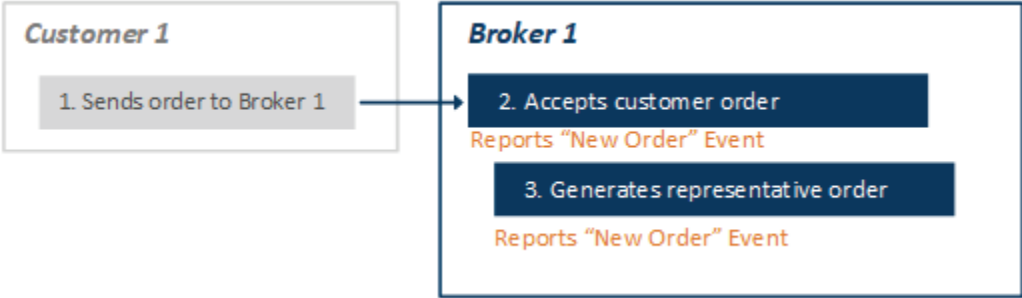 Customer 1
1. Sends order to Broker 1
Broker 1
2. Accepts customer order
Reports “New Order” Event
3. Generates representative order
Reports “New Order” Event